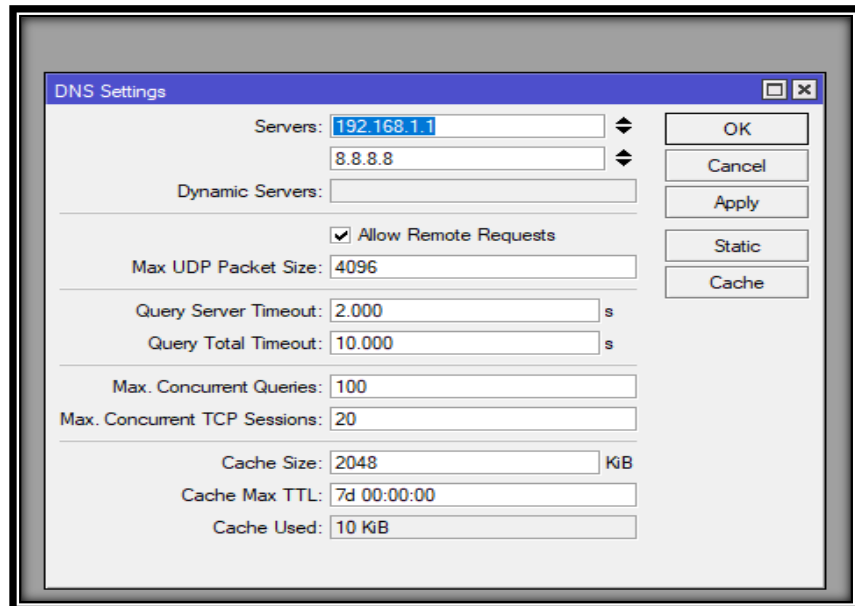 DNS Settings
Servers: 192.168.1.1
OK
8.8.8.8
Cancel
Dynamic Servers:
Apply
Allow Remote Requests
Static
Max UDP Packet Size: 4096
Cache
Query Server Timeout: 2.000 s
Query Total Timeout: 10.000 s
Max. Concurrent Queries: 100
Max. Concurrent TCP Sessions: 20
Cache Size: 2048 KiB
Cache Max TTL: 7d 00:00:00
Cache Used: 10 KiB